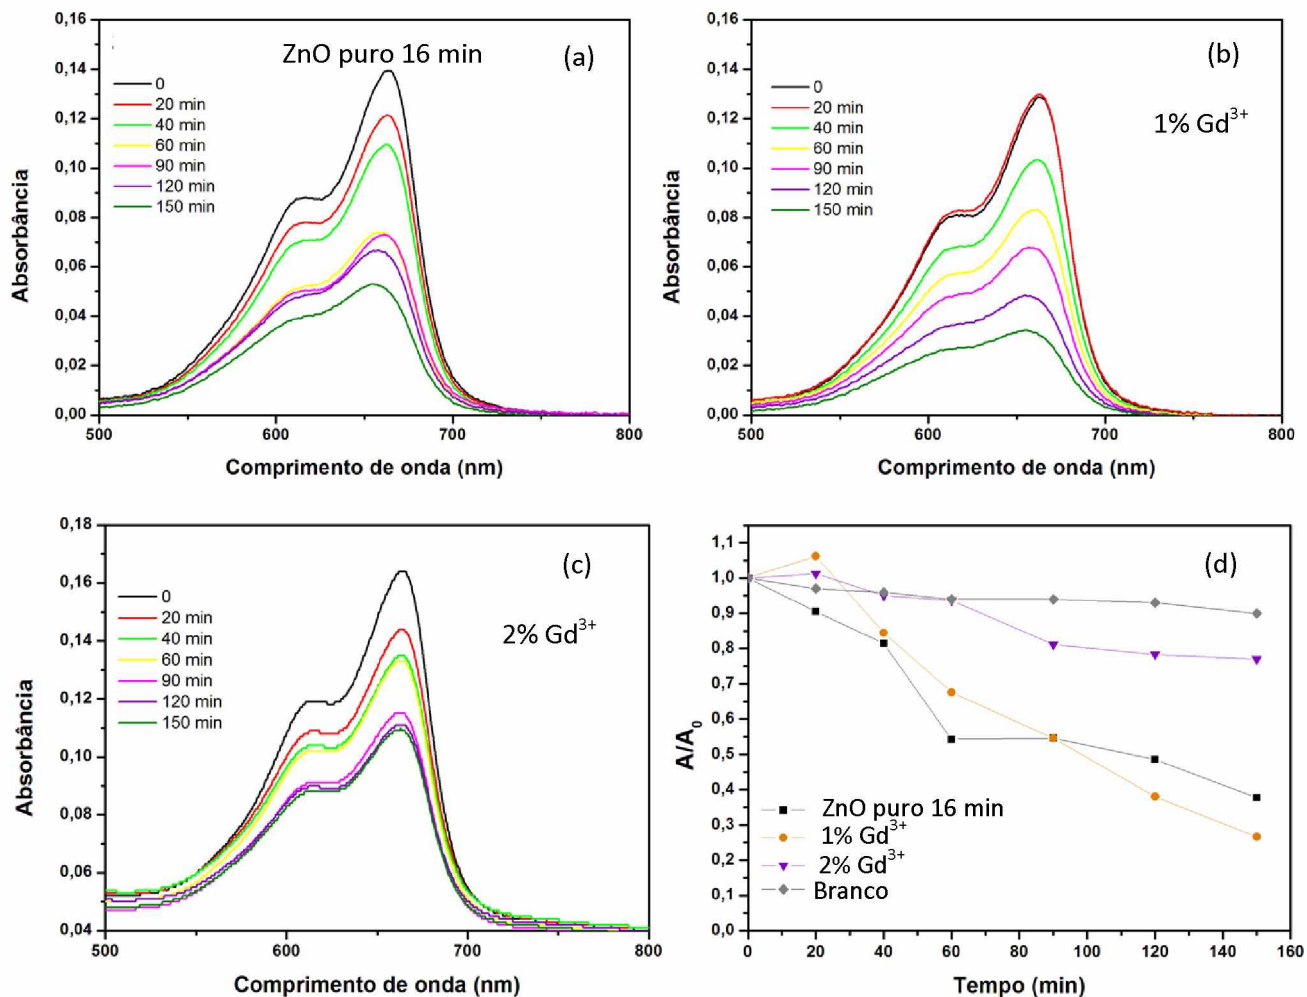 0,16
0,14
0,12
0,10
0,08
0,06
0,04
0,02
0,00
Absorbância
ZnO puro 16 min
(a)
0
20 min
40 min
60 min
90 min
120 min
150 min
500
600
700
800
Comprimento de onda (nm)
0,16
0,14
0,12
0,10
0,08
0,06
0,04
0,02
0,00
Absorbância
(b)
1% Gd³⁺
0
20 min
40 min
60 min
90 min
120 min
150 min
500
600
700
800
Comprimento de onda (nm)
0,18
0,16
0,14
0,12
0,10
0,08
0,06
0,04
Absorbância
(c)
2% Gd³⁺
0
20 min
40 min
60 min
90 min
120 min
150 min
500
600
700
800
Comprimento de onda (nm)
1,1
1,0
0,9
0,8
0,7
0,6
0,5
0,4
0,3
0,2
0,1
0,0
A/A₀
(d)
ZnO puro 16 min
1% Gd³⁺
2% Gd³⁺
Branco
0
20
40
60
80
100
120
140
160
Tempo (min)